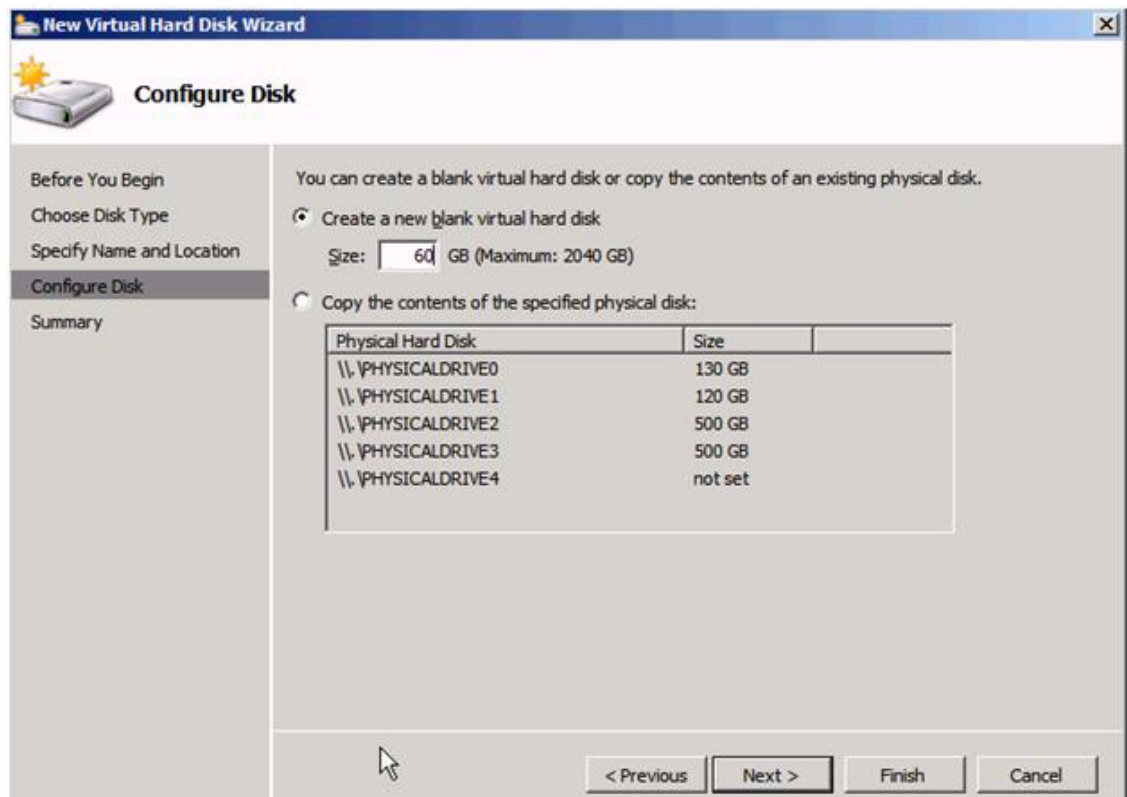 New Virtual Hard Disk Wizard
Configure Disk
Before You Begin
Choose Disk Type
Specify Name and Location
Configure Disk
Summary
You can create a blank virtual hard disk or copy the contents of an existing physical disk.
Create a new blank virtual hard disk
Size: 60 GB (Maximum: 2040 GB)
Copy the contents of the specified physical disk:
Physical Hard Disk Size
\\.\PHYSICALDRIVE0 130 GB
\\.\PHYSICALDRIVE1 120 GB
\\.\PHYSICALDRIVE2 500 GB
\\.\PHYSICALDRIVE3 500 GB
\\.\PHYSICALDRIVE4 not set
< Previous Next > Finish Cancel